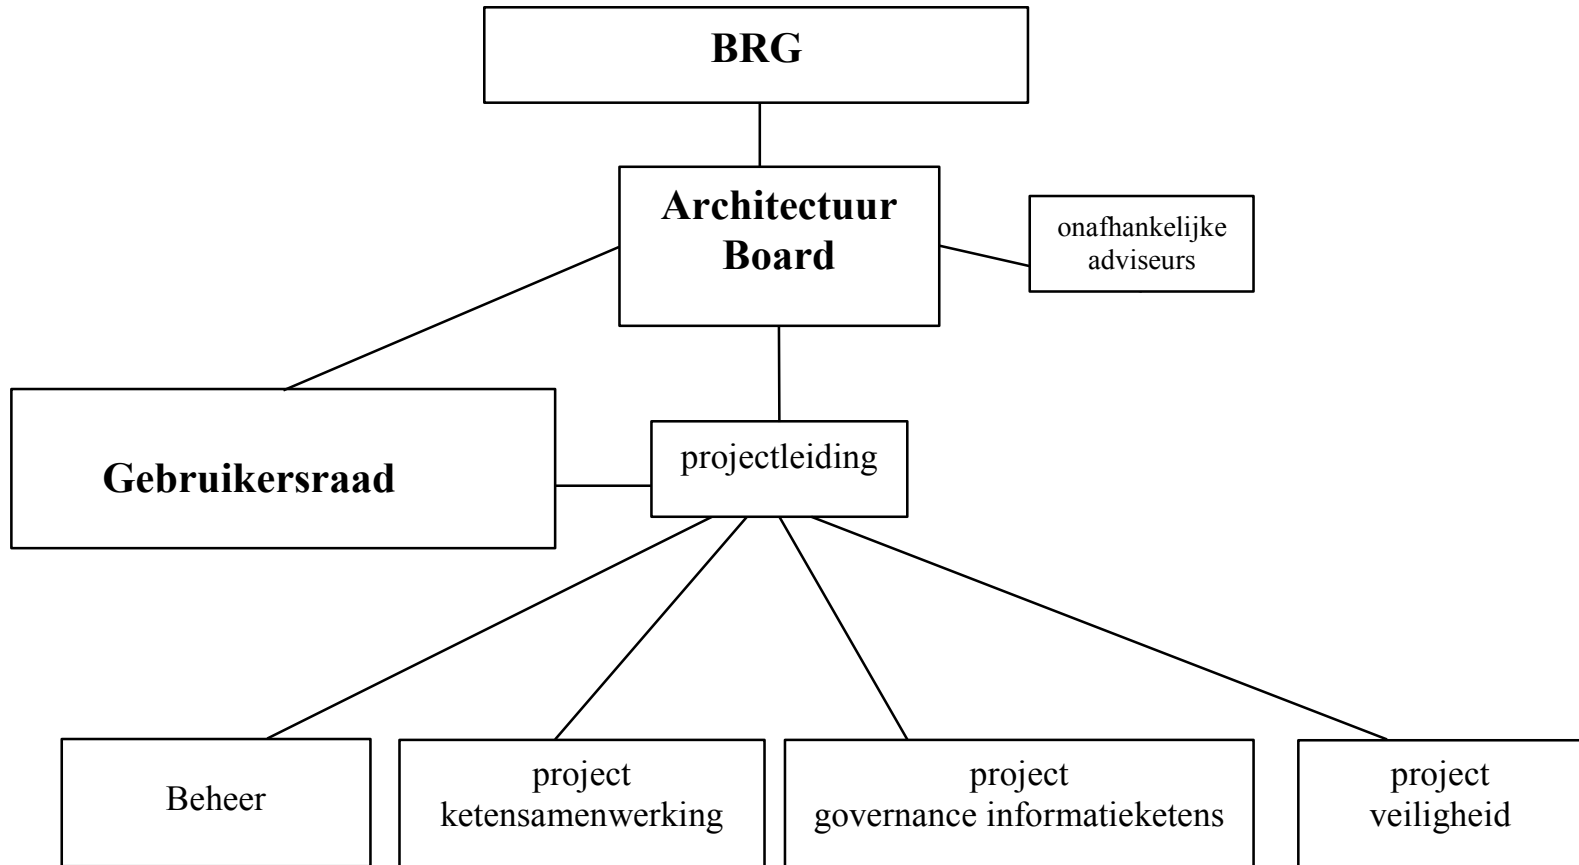 BRG
Architectuur
Board
onafhankelijke
adviseurs
Gebruikersraad
projectleiding
Beheer
project
ketensamenwerking
project
governance informatieketens
project
veiligheid